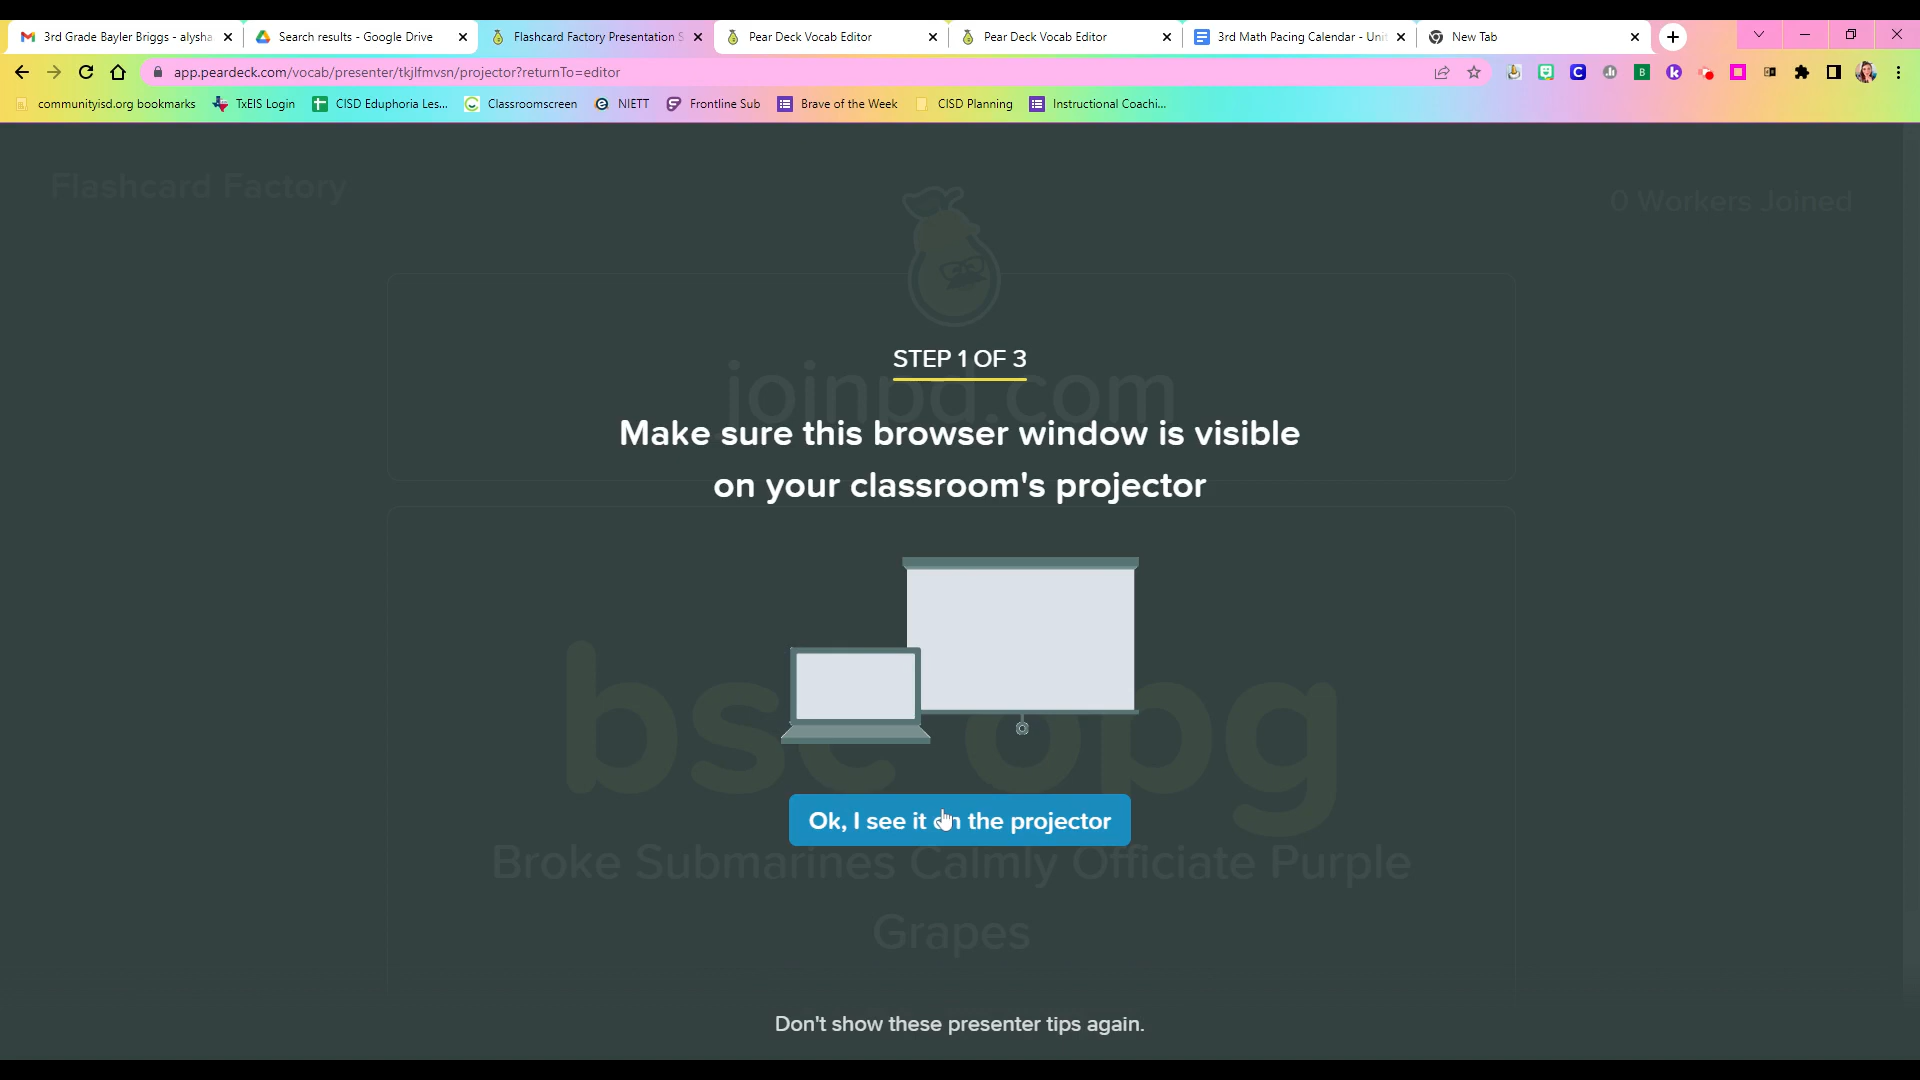 3rd Grade Bayler Briggs - alysha
Search results - Google Drive
Flashcard Factory Presentation S
Pear Deck Vocab Editor
Pear Deck Vocab Editor
3rd Math Pacing Calendar - Unit
New Tab
app.peardeck.com/vocab/presenter/tkjlfmvsn/projector?returnTo=editor
communityisd.org bookmarks
TxEIS Login
CISD Eduphoria Les...
Classroomscreen
NIETT
Frontline Sub
Brave of the Week
CISD Planning
Instructional Coachi...
Flashcard Factory
0 Workers Joined
STEP 1 OF 3
joinpd.com
Make sure this browser window is visible
on your classroom's projector
bsc opg
Ok, I see it on the projector
Broke Submarines Calmly Officiate Purple
Grapes
Don't show these presenter tips again.